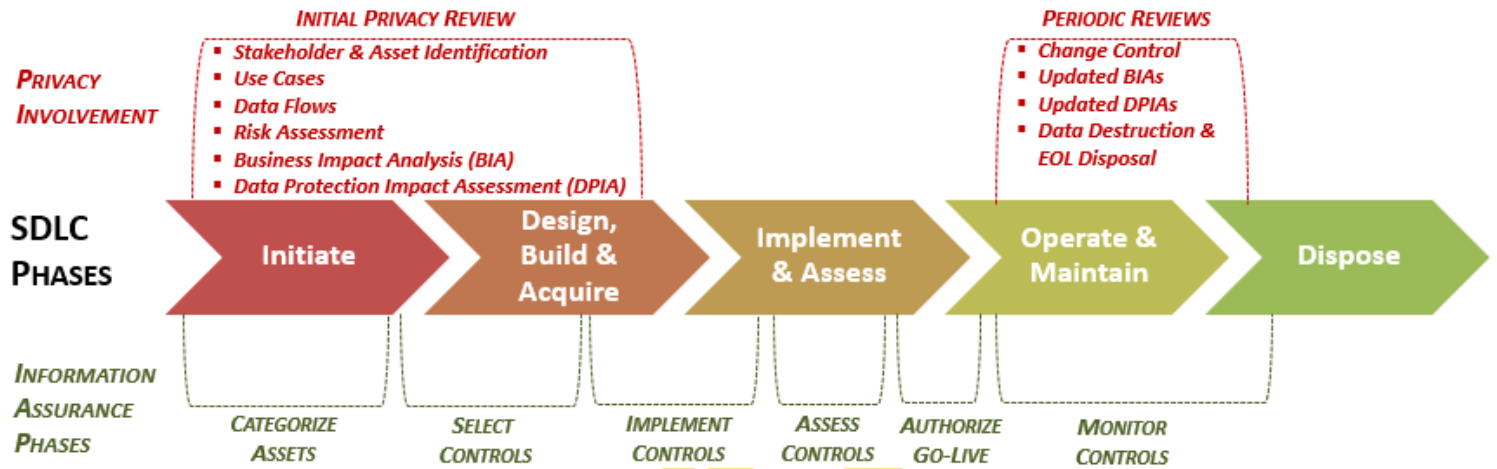 INITIAL PRIVACY REVIEW
PERIODIC REVIEWS
PRIVACY
INVOLVEMENT
▪ Stakeholder & Asset Identification
▪ Use Cases
▪ Data Flows
▪ Risk Assessment
▪ Business Impact Analysis (BIA)
▪ Data Protection Impact Assessment (DPIA)
▪ Change Control
▪ Updated BIAs
▪ Updated DPIAs
▪ Data Destruction &
EOL Disposal
SDLC
PHASES
Initiate
Design,
Build &
Acquire
Implement
& Assess
Operate &
Maintain
Dispose
INFORMATION
ASSURANCE
PHASES
CATEGORIZE
ASSETS
SELECT
CONTROLS
IMPLEMENT
CONTROLS
ASSESS
CONTROLS
AUTHORIZE
GO-LIVE
MONITOR
CONTROLS